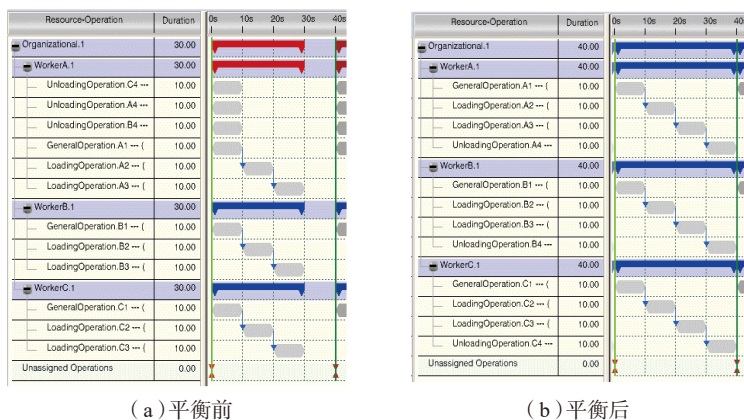 Resource-Operation Duration 0s 10s 20s 30s 40s
Organizational.1 30.00
WorkerA.1 30.00
UnloadingOperation.C4 --- 10.00
UnloadingOperation.A4 --- 10.00
UnloadingOperation.B4 --- 10.00
GeneralOperation.A1 --- ( 10.00
LoadingOperation.A2 --- ( 10.00
LoadingOperation.A3 --- ( 10.00
WorkerB.1 30.00
GeneralOperation.B1 --- ( 10.00
LoadingOperation.B2 --- ( 10.00
LoadingOperation.B3 --- ( 10.00
WorkerC.1 30.00
GeneralOperation.C1 --- ( 10.00
LoadingOperation.C2 --- ( 10.00
LoadingOperation.C3 --- ( 10.00
Unassigned Operations 0.00
(a)平衡前
Resource-Operation Duration 0s 10s 20s 30s 40
Organizational.1 40.00
WorkerA.1 40.00
GeneralOperation.A1 --- ( 10.00
LoadingOperation.A2 --- ( 10.00
LoadingOperation.A3 --- ( 10.00
UnloadingOperation.A4 --- 10.00
WorkerB.1 40.00
GeneralOperation.B1 --- ( 10.00
LoadingOperation.B2 --- ( 10.00
LoadingOperation.B3 --- ( 10.00
UnloadingOperation.B4 --- 10.00
WorkerC.1 40.00
GeneralOperation.C1 --- ( 10.00
LoadingOperation.C2 --- ( 10.00
LoadingOperation.C3 --- ( 10.00
UnloadingOperation.C4 --- 10.00
Unassigned Operations 0.00
(b)平衡后